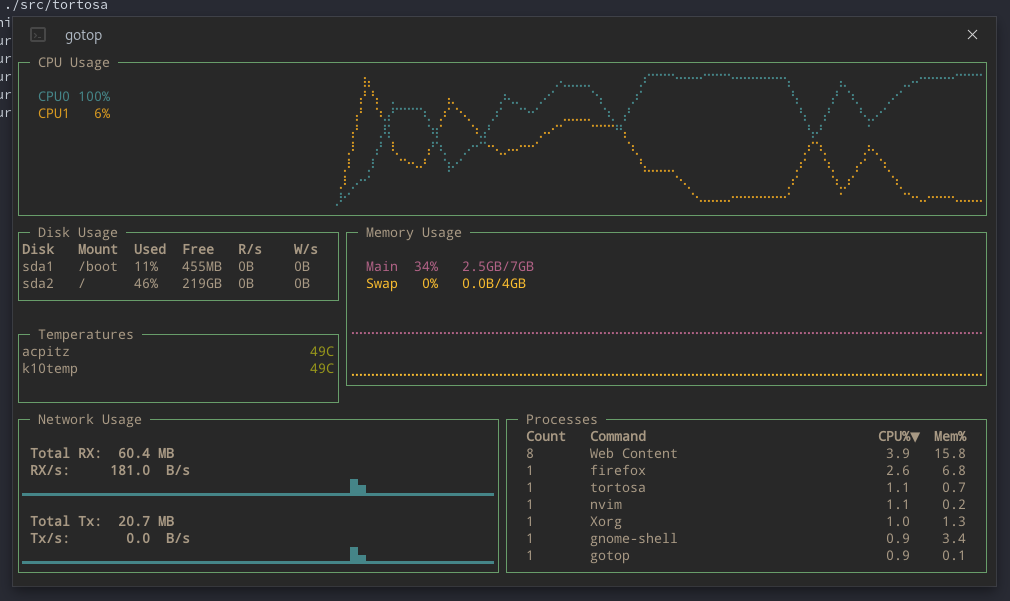 ./src/tortosa
ni
ur
ur
ur
ur
ur
gotop
CPU Usage
CPU0 100%
CPU1 6%
Disk Usage
Disk Mount Used Free R/s W/s
sda1 /boot 11% 455MB 0B 0B
sda2 / 46% 219GB 0B 0B
Memory Usage
Main 34% 2.5GB/7GB
Swap 0% 0.0B/4GB
Temperatures
acpitz 49C
k10temp 49C
Network Usage
Total RX: 60.4 MB
RX/s: 181.0 B/s
Total Tx: 20.7 MB
Tx/s: 0.0 B/s
Processes
Count Command CPU%▼ Mem%
8 Web Content 3.9 15.8
1 firefox 2.6 6.8
1 tortosa 1.1 0.7
1 nvim 1.1 0.2
1 Xorg 1.0 1.3
1 gnome-shell 0.9 3.4
1 gotop 0.9 0.1